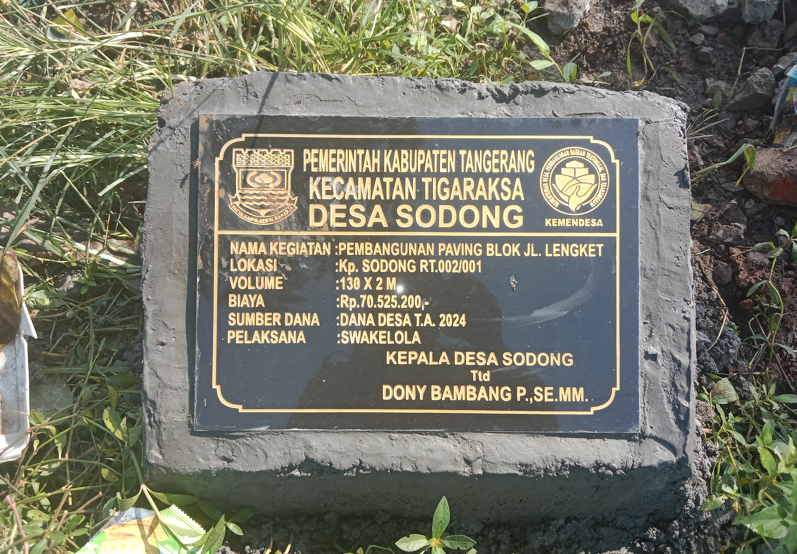 PEMERINTAH KABUPATEN TANGERANG
KECAMATAN TIGARAKSA
DESA SODONG
KEMENDESA
NAMA KEGIATAN :PEMBANGUNAN PAVING BLOK JL. LENGKET
LOKASI :Kp. SODONG RT.002/001
VOLUME :130 X 2 M
BIAYA :Rp.70.525.200,-
SUMBER DANA :DANA DESA T.A. 2024
PELAKSANA :SWAKELOLA
KEPALA DESA SODONG
Ttd
DONY BAMBANG P.,SE.MM.